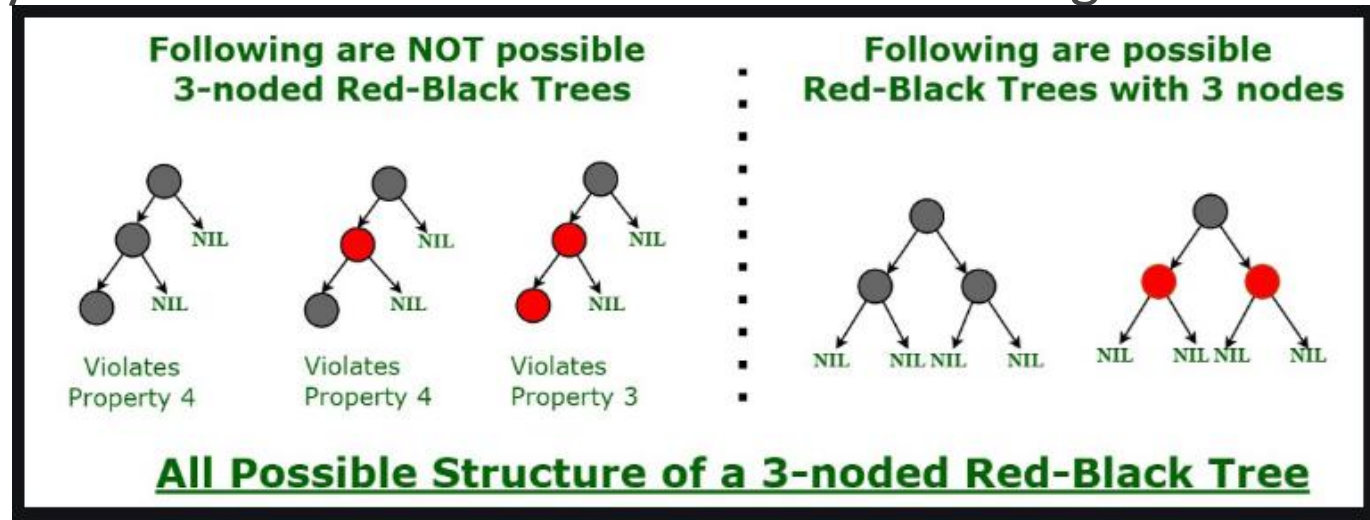 Following are NOT possible
3-noded Red-Black Trees
NIL
NIL
Violates
Property 4
NIL
NIL
Violates
Property 4
NIL
NIL
Violates
Property 3
Following are possible
Red-Black Trees with 3 nodes
NIL
NIL
NIL
NIL
NIL
NIL
NIL
NIL
All Possible Structure of a 3-noded Red-Black Tree